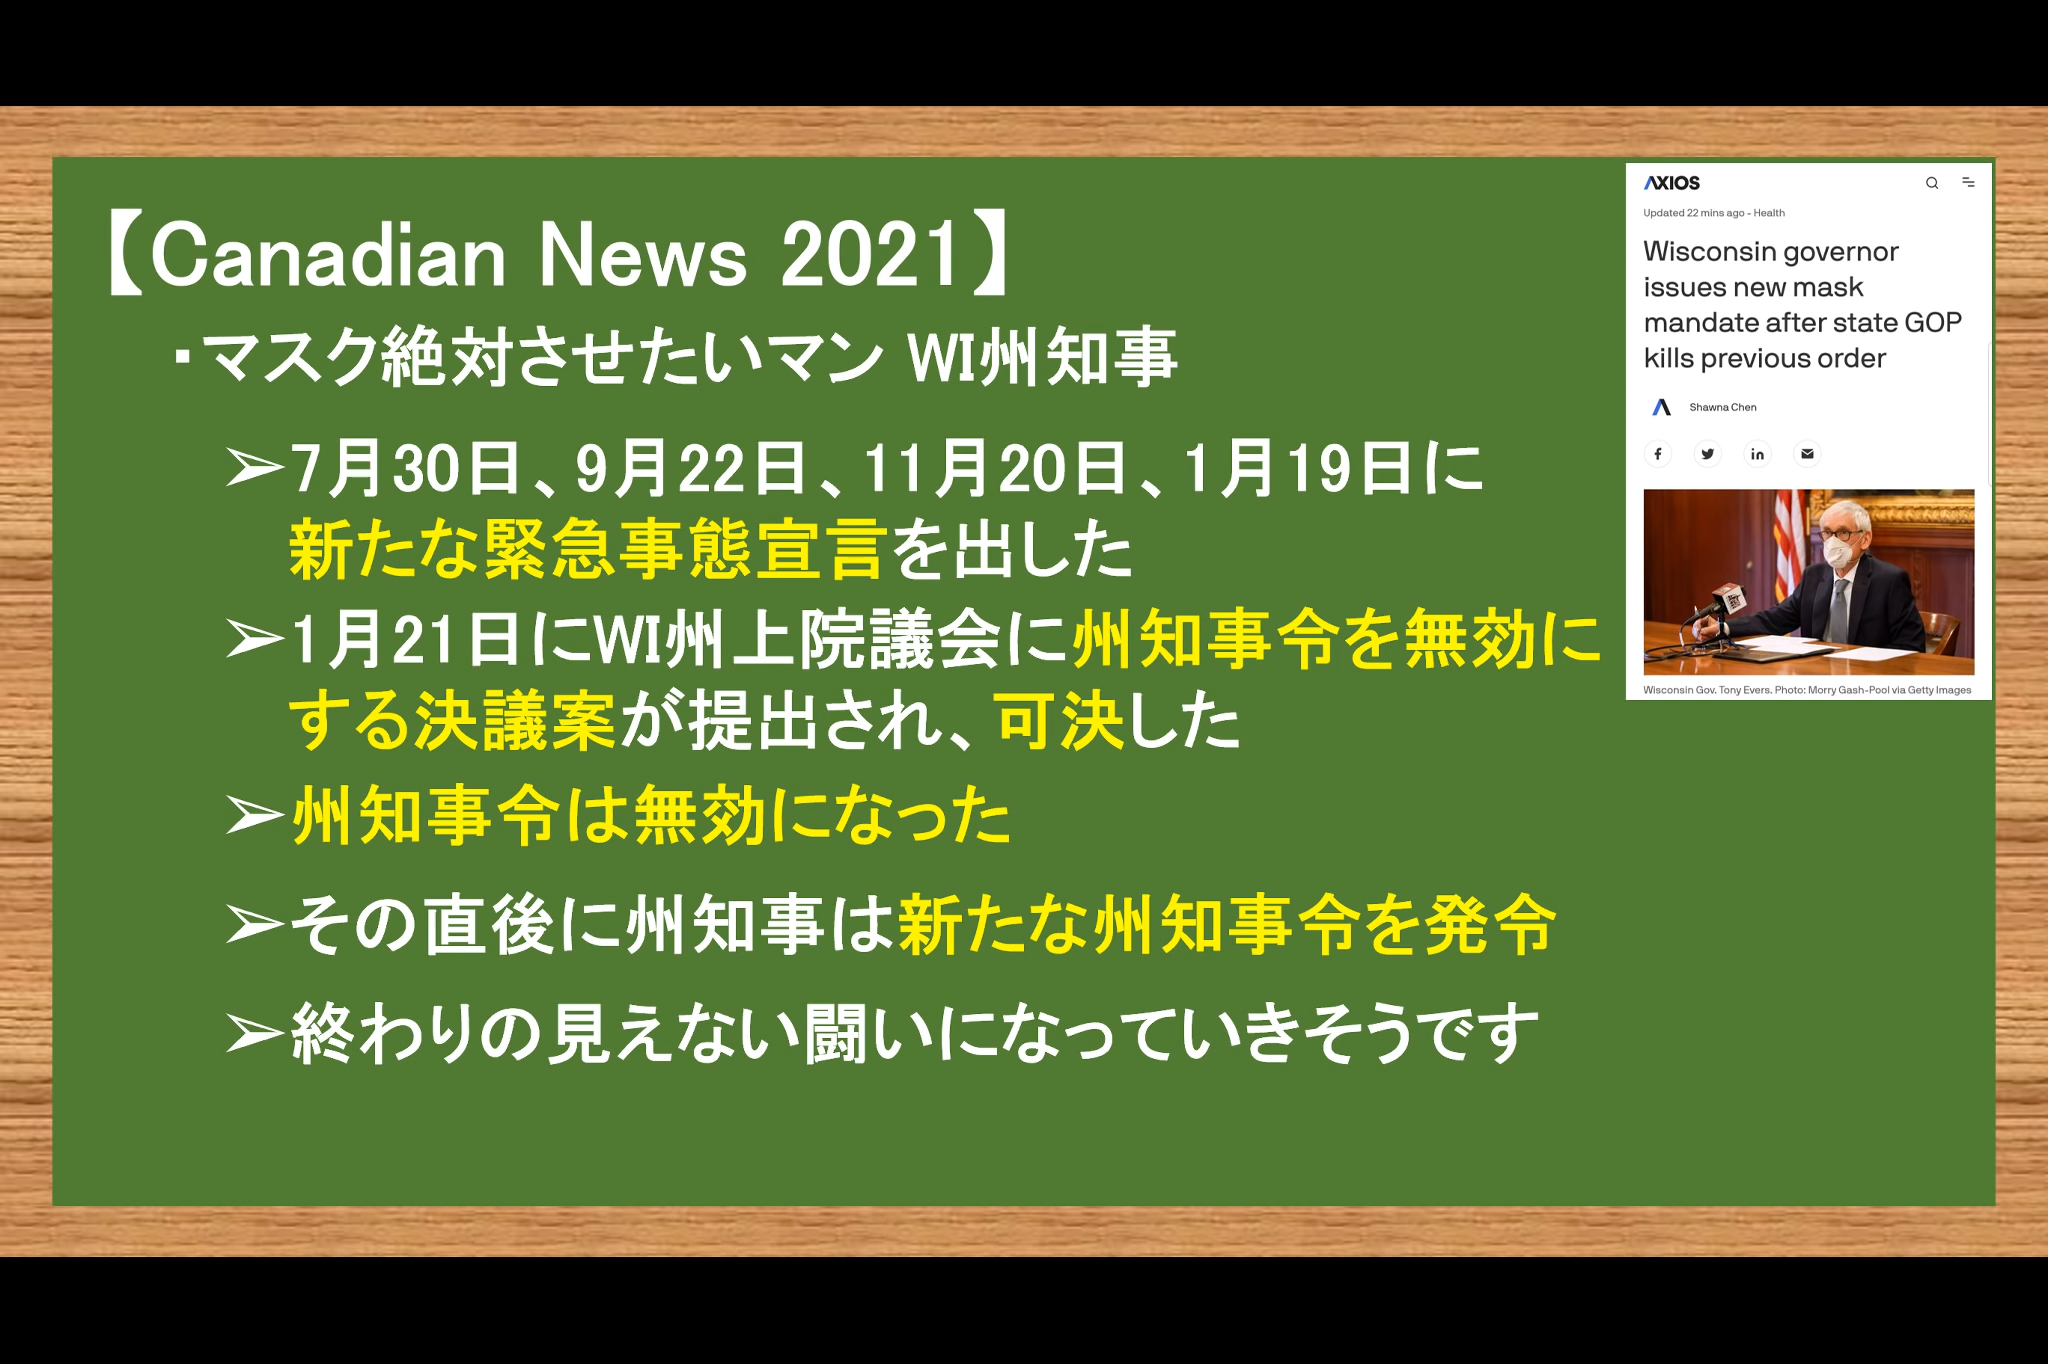 【Canadian News 2021】
・マスク絶対させたいマン WI州知事
➢7月30日、9月22日、11月20日、1月19日に
新たな緊急事態宣言を出した
➢1月21日にWI州上院議会に州知事令を無効に
する決議案が提出され、可決した
➢州知事令は無効になった
➢その直後に州知事は新たな州知事令を発令
➢終わりの見えない闘いになっていきそうです
AXIOS
Updated 22 mins ago - Health
Wisconsin governor
issues new mask
mandate after state GOP
kills previous order
Shawna Chen
Wisconsin Gov. Tony Evers. Photo: Morry Gash-Pool via Getty Images